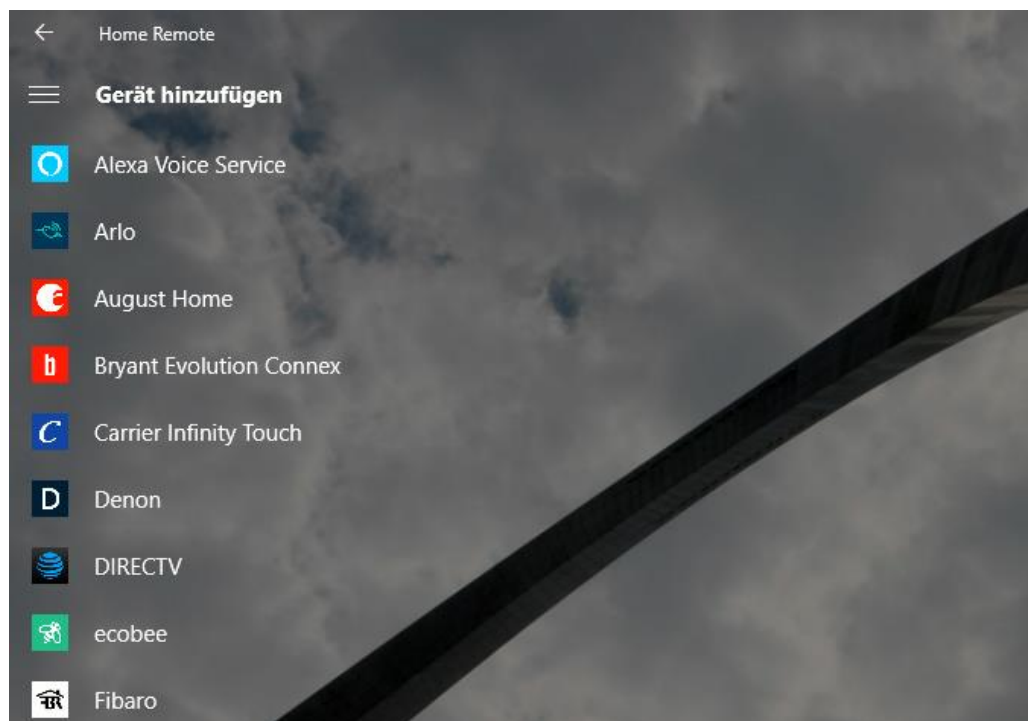 Home Remote
Gerät hinzufügen
Alexa Voice Service
Arlo
August Home
b
Bryant Evolution Connex
C
Carrier Infinity Touch
D
Denon
DIRECTV
ecobee
Fibaro